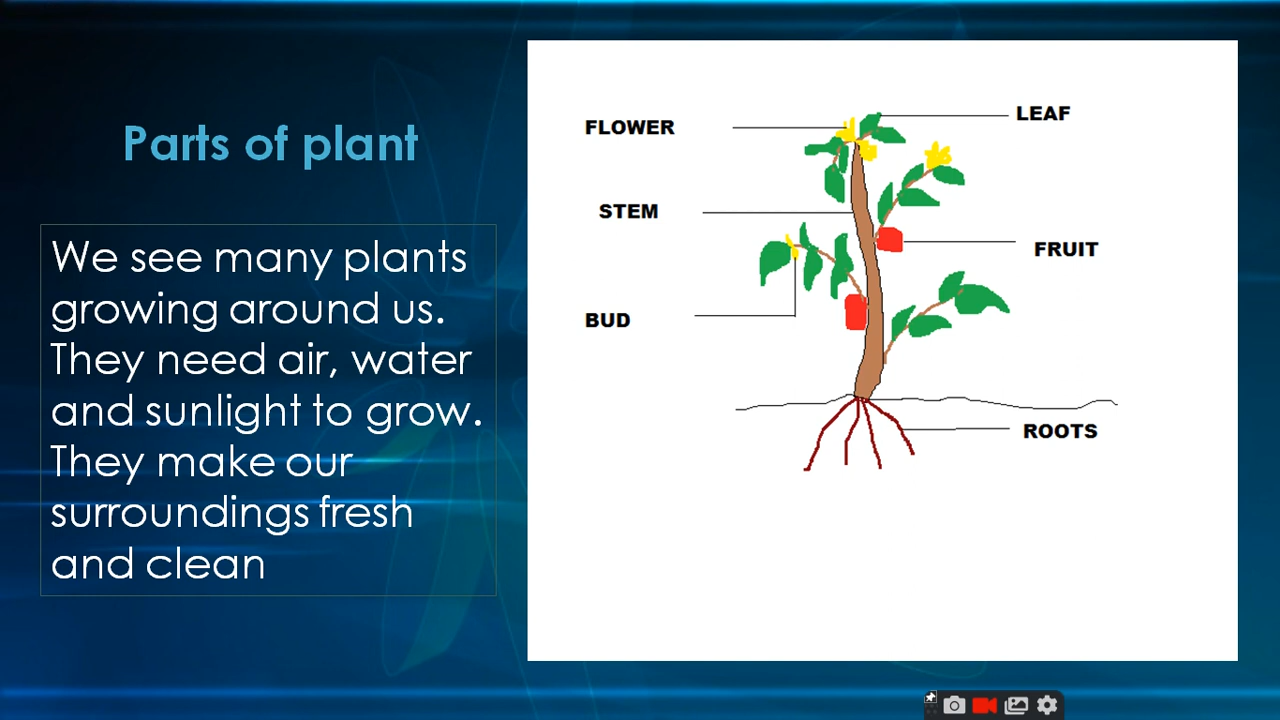 Parts of plant
We see many plants
growing around us.
They need air, water
and sunlight to grow.
They make our
surroundings fresh
and clean
FLOWER
LEAF
STEM
FRUIT
BUD
ROOTS